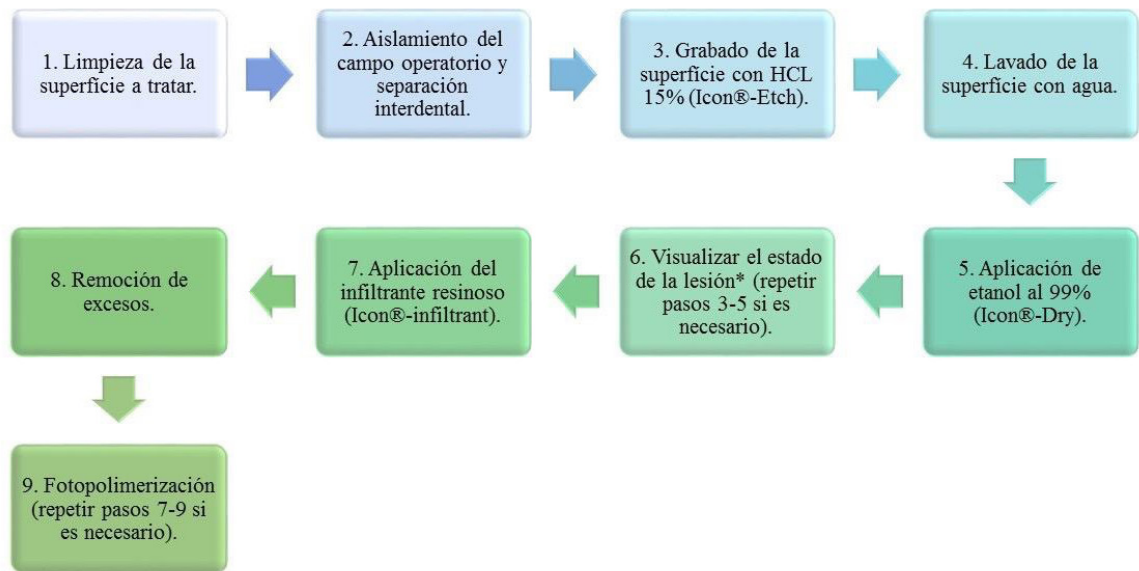 1. Limpieza de la
superfície a tratar.
2. Aislamiento del
campo operatorio y
separación
interdental.
3. Grabado de la
superfície con HCL
15% (Icon®-Etch).
4. Lavado de la
superfície con agua.
5. Aplicación de
etanol al 99%
(Icon®-Dry).
6. Visualizar el estado
de la lesión* (repetir
pasos 3-5 si es
necesario).
7. Aplicación del
infiltrante resinoso
(Icon®-infiltrant).
8. Remoción de
excesos.
9. Fotopolimerización
(repetir pasos 7-9 si
es necesario).